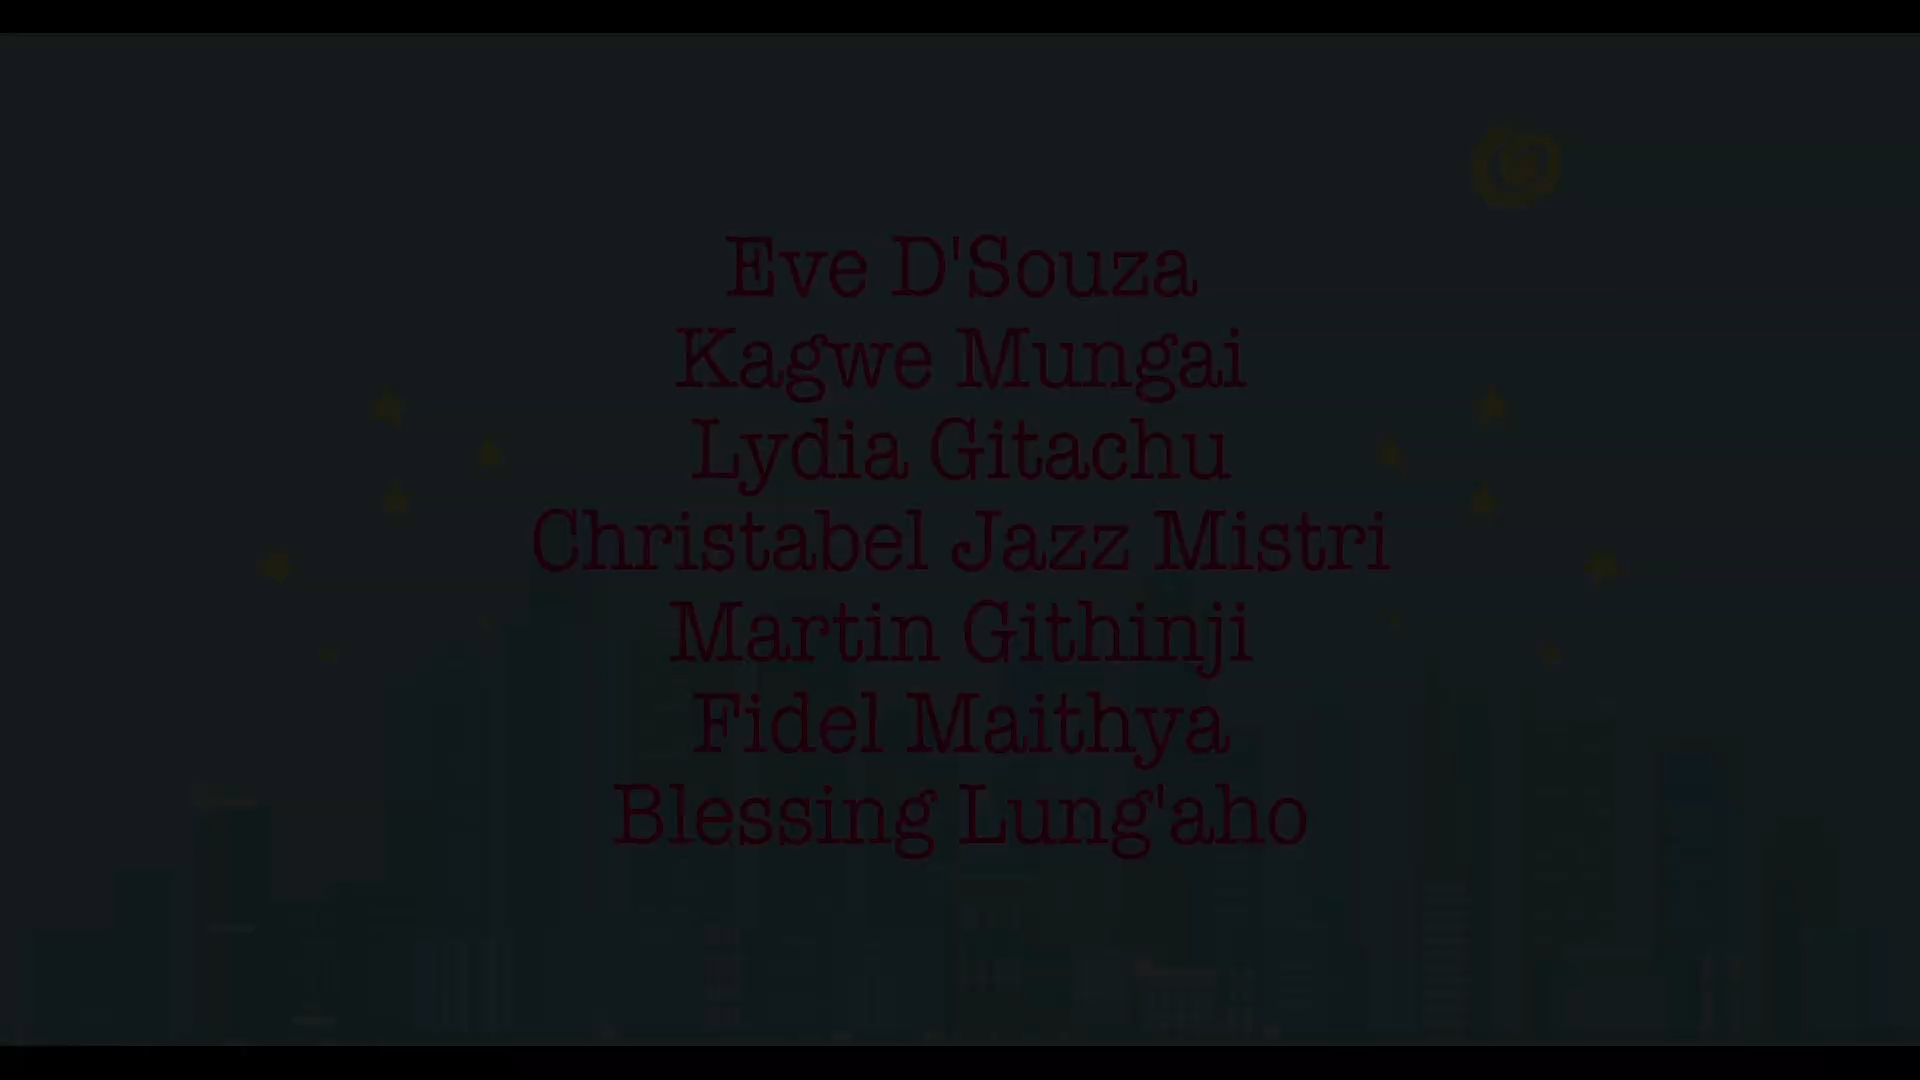 Eve D'Souza
Kagwe Mungai
Lydia Gitachu
Christabel Jazz Mistri
Martin Githinji
Fidel Maithya
Blessing Lung'aho